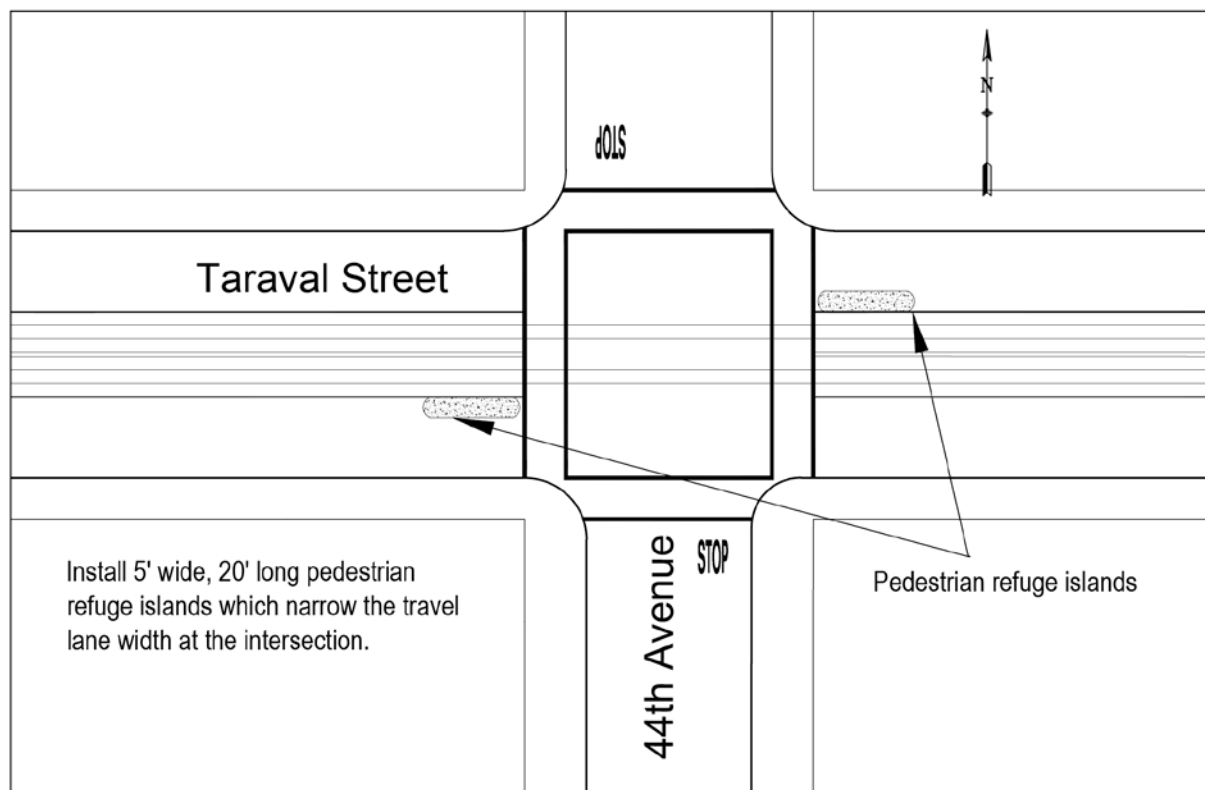 STOP
N
Taraval Street
Install 5' wide, 20' long pedestrian
refuge islands which narrow the travel
lane width at the intersection.
44th Avenue
STOP
Pedestrian refuge islands